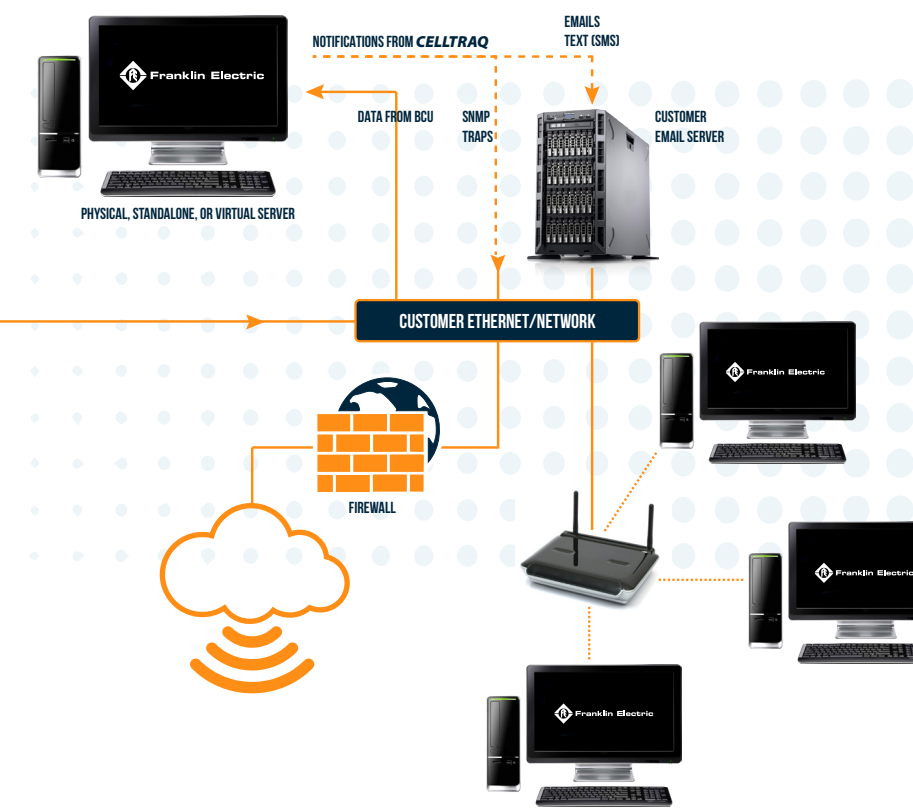 NOTIFICATIONS FROM CELLTRAQ
EMAILS
TEXT (SMS)
Franklin Electric
DATA FROM BCU
SNMP
TRAPS
CUSTOMER
EMAIL SERVER
PHYSICAL, STANDALONE, OR VIRTUAL SERVER
CUSTOMER ETHERNET/NETWORK
Franklin Electric
FIREWALL
Franklin Electric
Franklin Electric